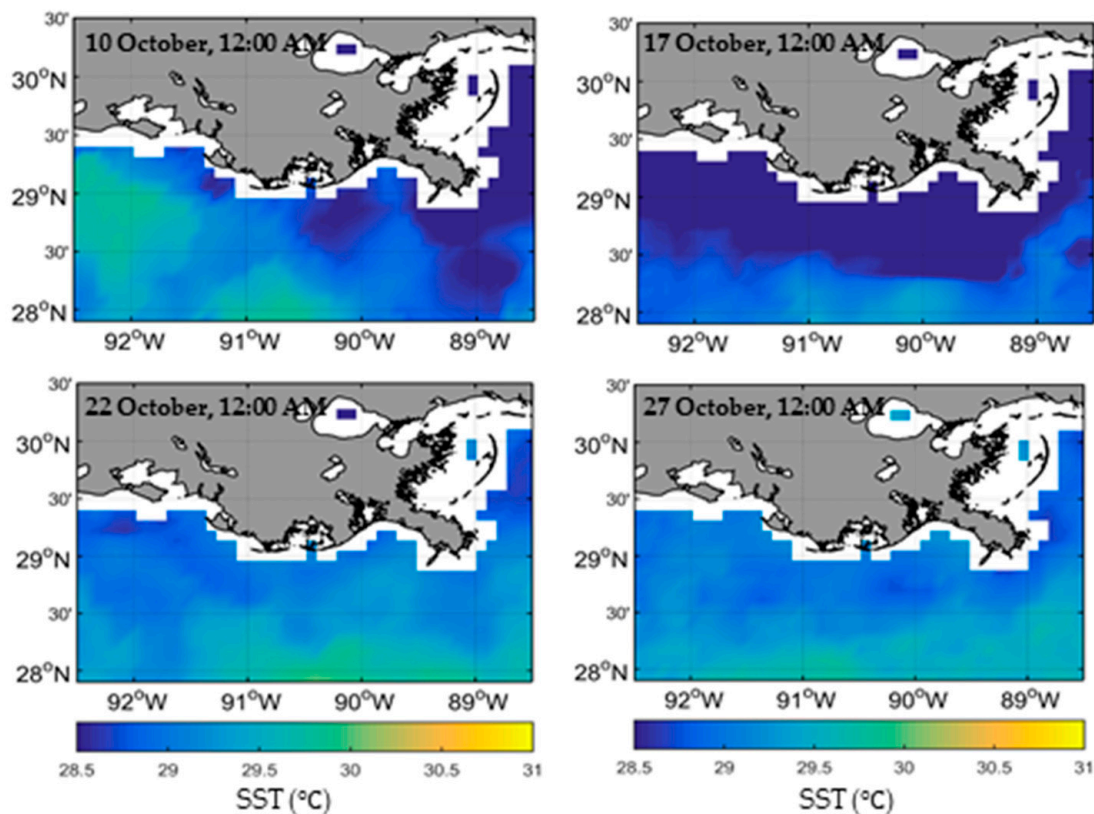 30'
10 October, 12:00 AM
30°N
30'
29°N
30'
28°N
92°W 91°W 90°W 89°W
30'
17 October, 12:00 AM
30°N
30'
29°N
30'
28°N
92°W 91°W 90°W 89°W
30'
22 October, 12:00 AM
30°N
30'
29°N
30'
28°N
92°W 91°W 90°W 89°W
30'
27 October, 12:00 AM
30°N
30'
29°N
30'
28°N
92°W 91°W 90°W 89°W
28.5 29 29.5 30 30.5 31
SST (°C)
28.5 29 29.5 30 30.5 31
SST (°C)